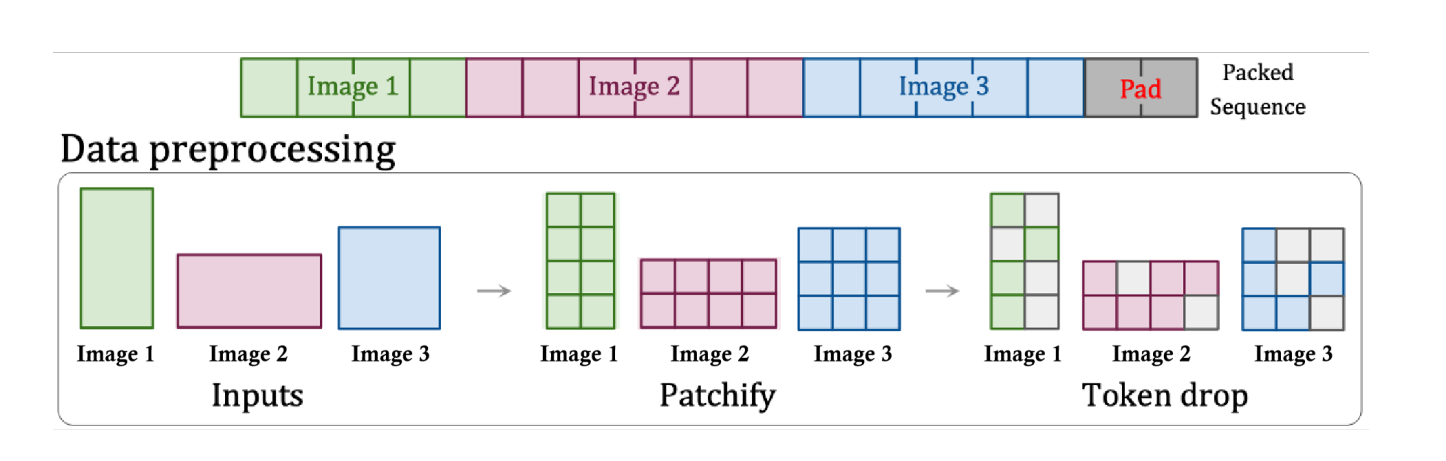 Image 1 Image 2 Image 3 Pad
Packed
Sequence
Data preprocessing
Image 1 Image 2 Image 3 Image 1 Image 2 Image 3 Image 1 Image 2 Image 3
Inputs Patchify Token drop